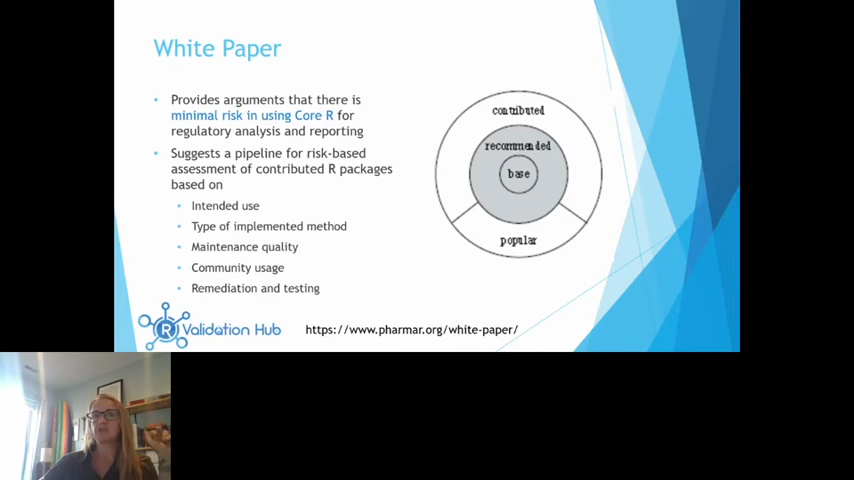 White Paper
Provides arguments that there is
minimal risk in using Core R for
regulatory analysis and reporting
Suggests a pipeline for risk-based
assessment of contributed R packages
based on
Intended use
Type of implemented method
Maintenance quality
Community usage
Remediation and testing
contributed
recommended
base
popular
R Validation Hub
https://www.pharmar.org/white-paper/